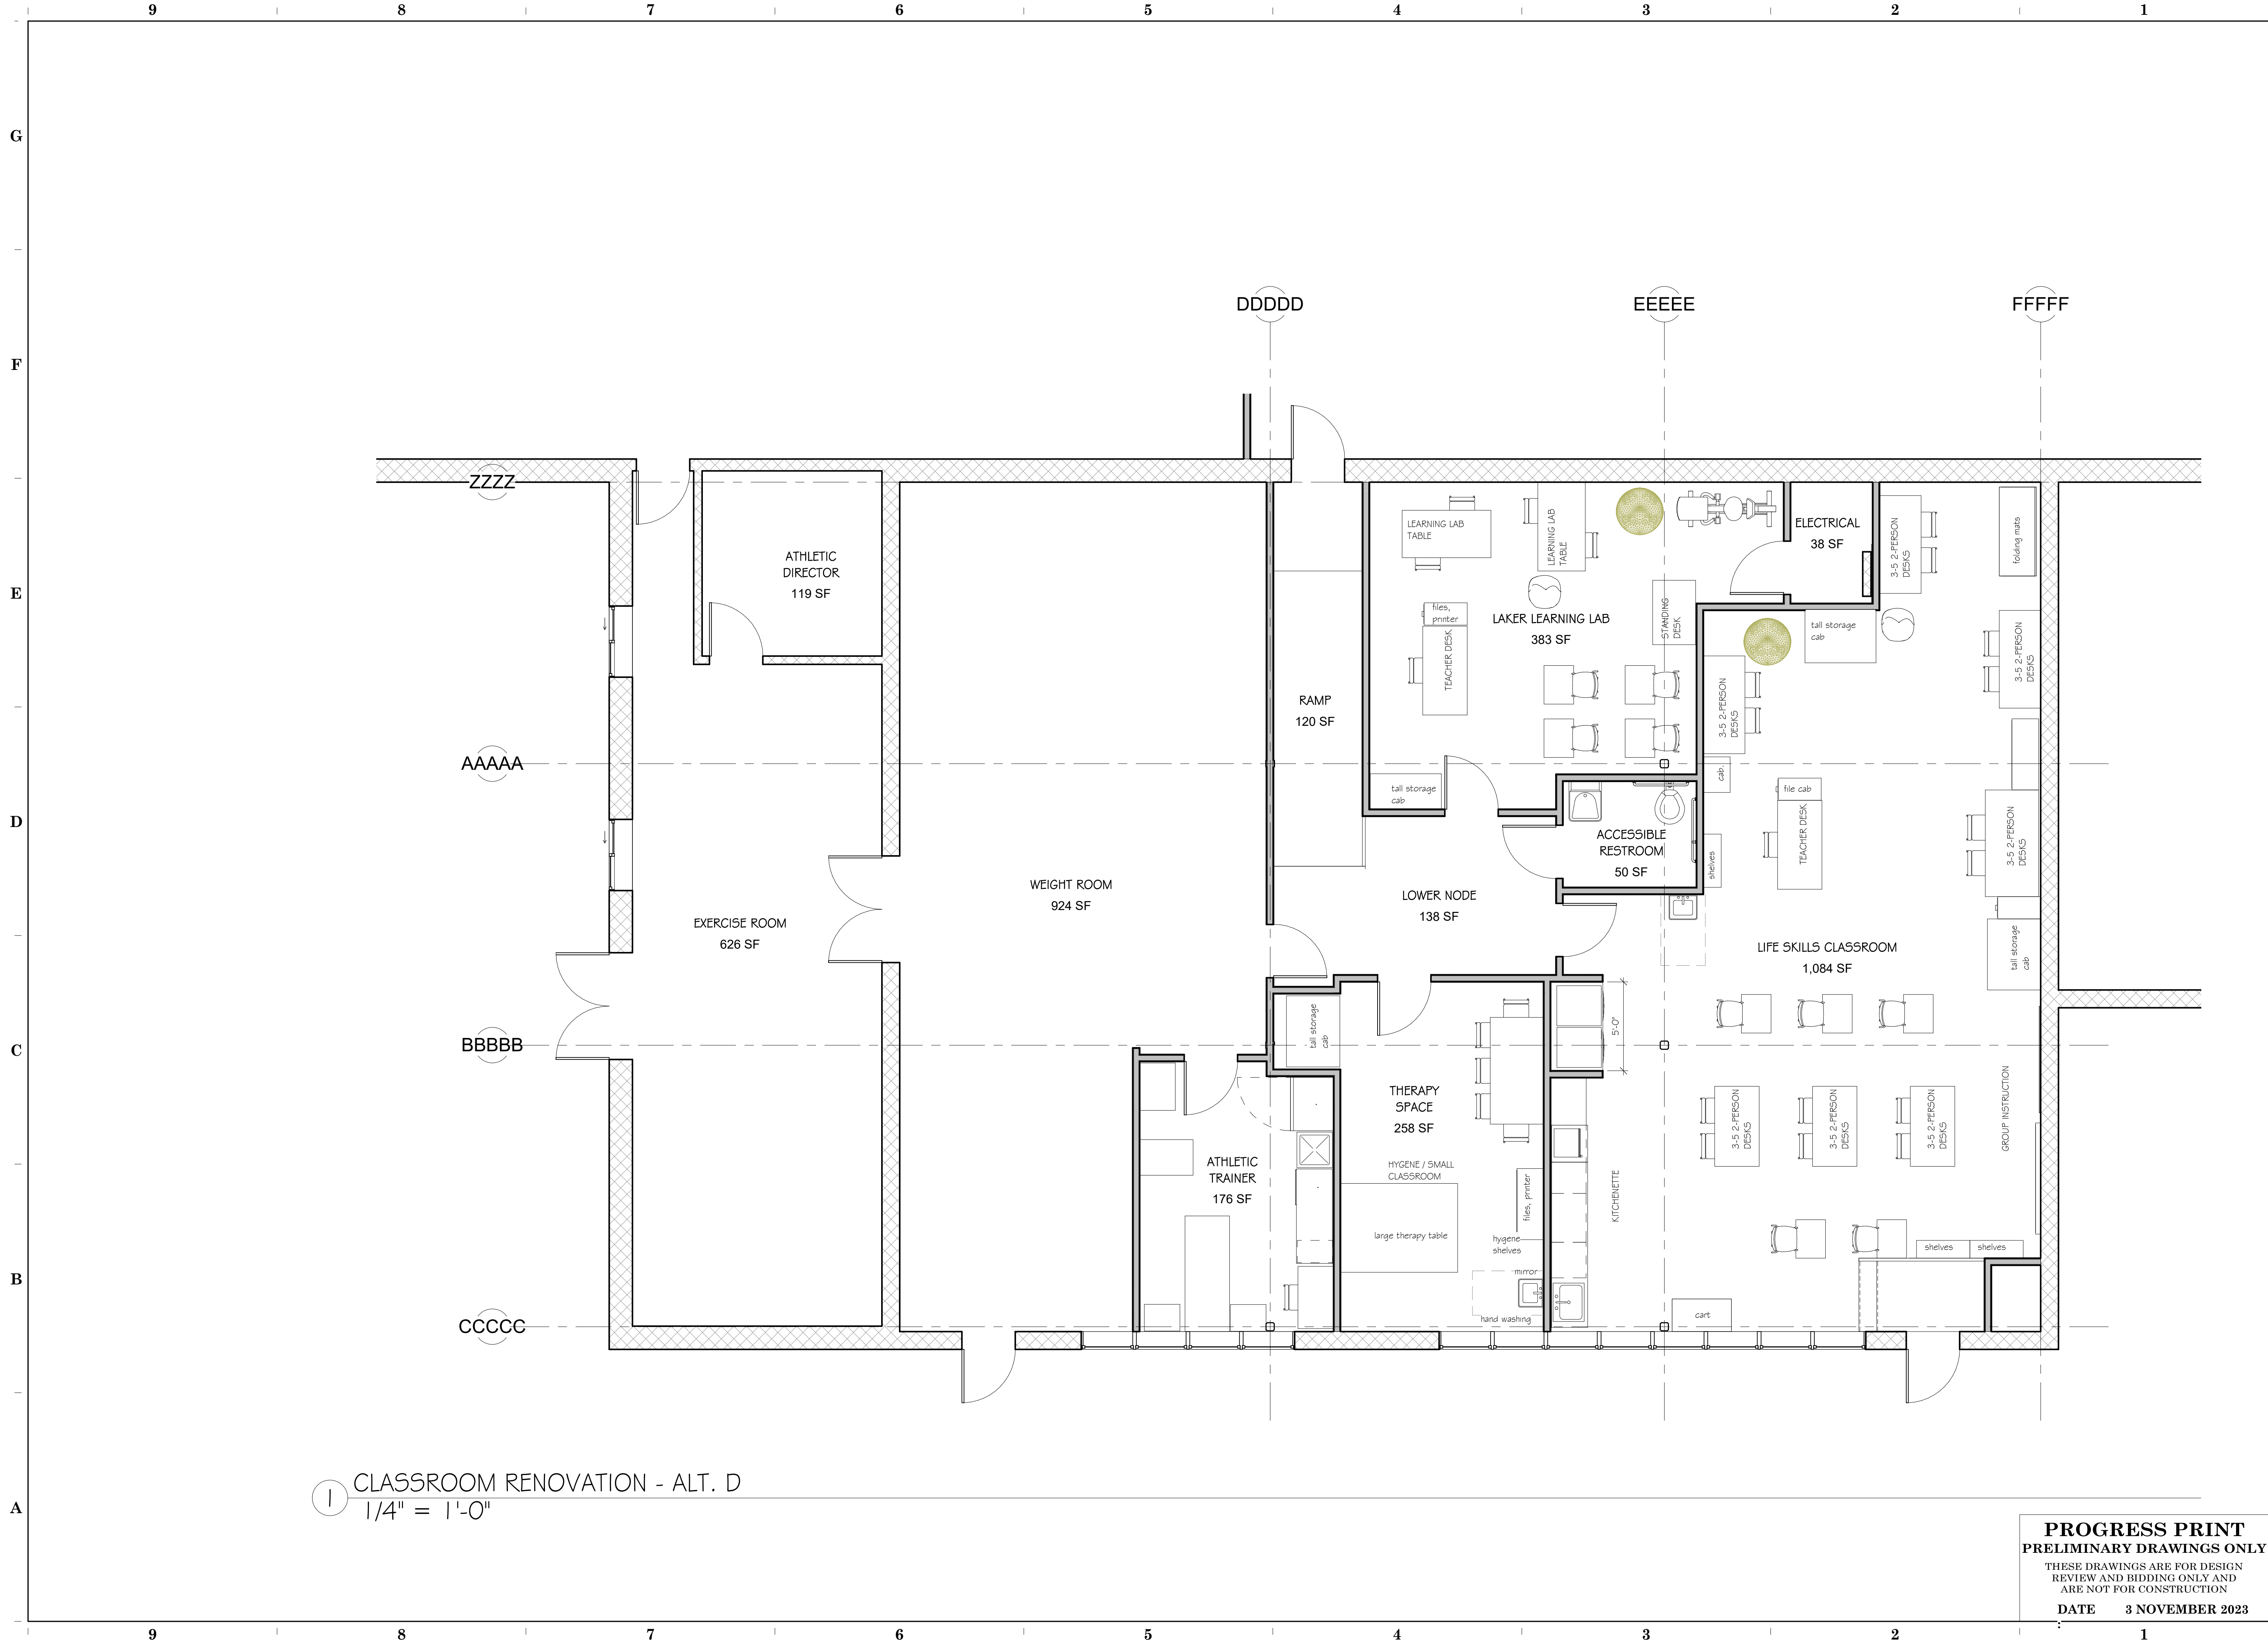 9 8 7 6 5 4 3 2 1
G
F
E
D
C
B
A
DDDDD
EEEEE
FFFFF
ZZZZ
AAAAA
BBBBB
CCCCC
ATHLETIC
DIRECTOR
119 SF
EXERCISE ROOM
626 SF
WEIGHT ROOM
924 SF
RAMP
120 SF
LEARNING LAB
TABLE
LEARNING LAB
TABLE
files,
printer
TEACHER DESK
LAKER LEARNING LAB
383 SF
STANDING
DESK
tall storage
cab
ELECTRICAL
38 SF
3-5 2-PERSON
DESKS
folding mats
tall storage
cab
3-5 2-PERSON
DESKS
3-5 2-PERSON
DESKS
cab.
file cab
TEACHER DESK
shelves
3-5 2-PERSON
DESKS
ACCESSIBLE
RESTROOM
50 SF
LOWER NODE
138 SF
LIFE SKILLS CLASSROOM
1,084 SF
tall storage
cab
tall storage
cab
5'-0"
THERAPY
SPACE
258 SF
HYGENE / SMALL
CLASSROOM
large therapy table
files, printer
hygene
shelves
mirror
hand washing
ATHLETIC
TRAINER
176 SF
KITCHENETTE
3-5 2-PERSON
DESKS
3-5 2-PERSON
DESKS
3-5 2-PERSON
DESKS
GROUP INSTRUCTION
shelves
shelves
cart
1
CLASSROOM RENOVATION - ALT. D
1/4" = 1'-0"
PROGRESS PRINT
PRELIMINARY DRAWINGS ONLY
THESE DRAWINGS ARE FOR DESIGN
REVIEW AND BIDDING ONLY AND
ARE NOT FOR CONSTRUCTION
DATE 3 NOVEMBER 2023
:
9 8 7 6 5 4 3 2 1